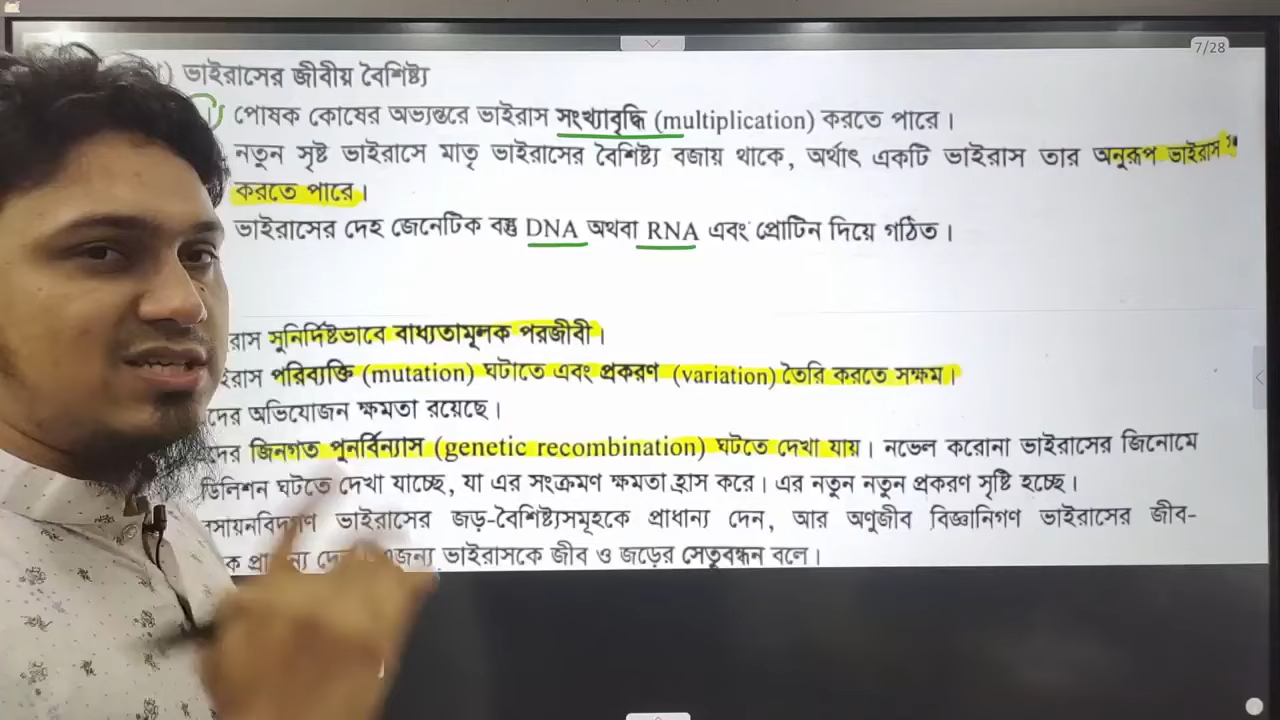 7/28
ভাইরাসের জীবীয় বৈশিষ্ট্য
পোষক কোষের অভ্যন্তরে ভাইরাস সংখ্যাবৃদ্ধি (multiplication) করতে পারে।
নতুন সৃষ্ট ভাইরাসে মাতৃ ভাইরাসের বৈশিষ্ট্য বজায় থাকে, অর্থাৎ একটি ভাইরাস তার অনুরূপ ভাইরাস
করতে পারে।
ভাইরাসের দেহ জেনেটিক বস্তু DNA অথবা RNA এবং প্রোটিন দিয়ে গঠিত।
রাস সুনির্দিষ্টভাবে বাধ্যতামূলক পরজীবী।
ইরাস পরিব্যক্তি (mutation) ঘটাতে এবং প্রকরণ (variation) তৈরি করতে সক্ষম।
দের অভিযোজন ক্ষমতা রয়েছে।
দের জিনগত পুনর্বিন্যাস (genetic recombination) ঘটতে দেখা যায়। নভেল করোনা ভাইরাসের জিনোমে
ডিলিশন ঘটতে দেখা যাচ্ছে, যা এর সংক্রমণ ক্ষমতা হ্রাস করে। এর নতুন নতুন প্রকরণ সৃষ্টি হচ্ছে।
ভাইরাসের জড়-বৈশিষ্ট্যসমূহকে প্রাধান্য দেন, আর অণুজীব বিজ্ঞানিগণ ভাইরাসের জীব-
ভাইরাসকে জীব ও জড়ের সেতুবন্ধন বলে।